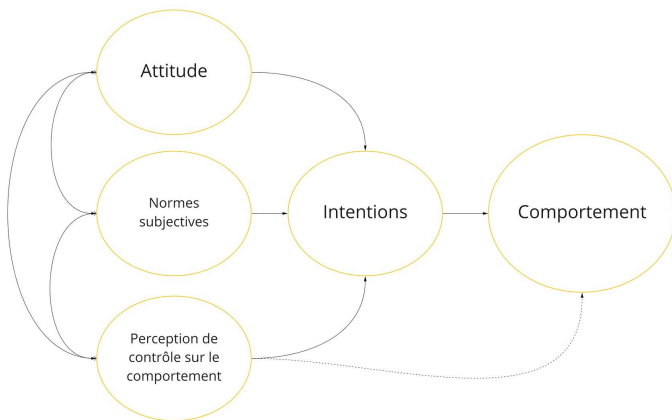 Attitude
Normes
subjectives
Intentions
Comportement
Perception de
contrôle sur le
comportement